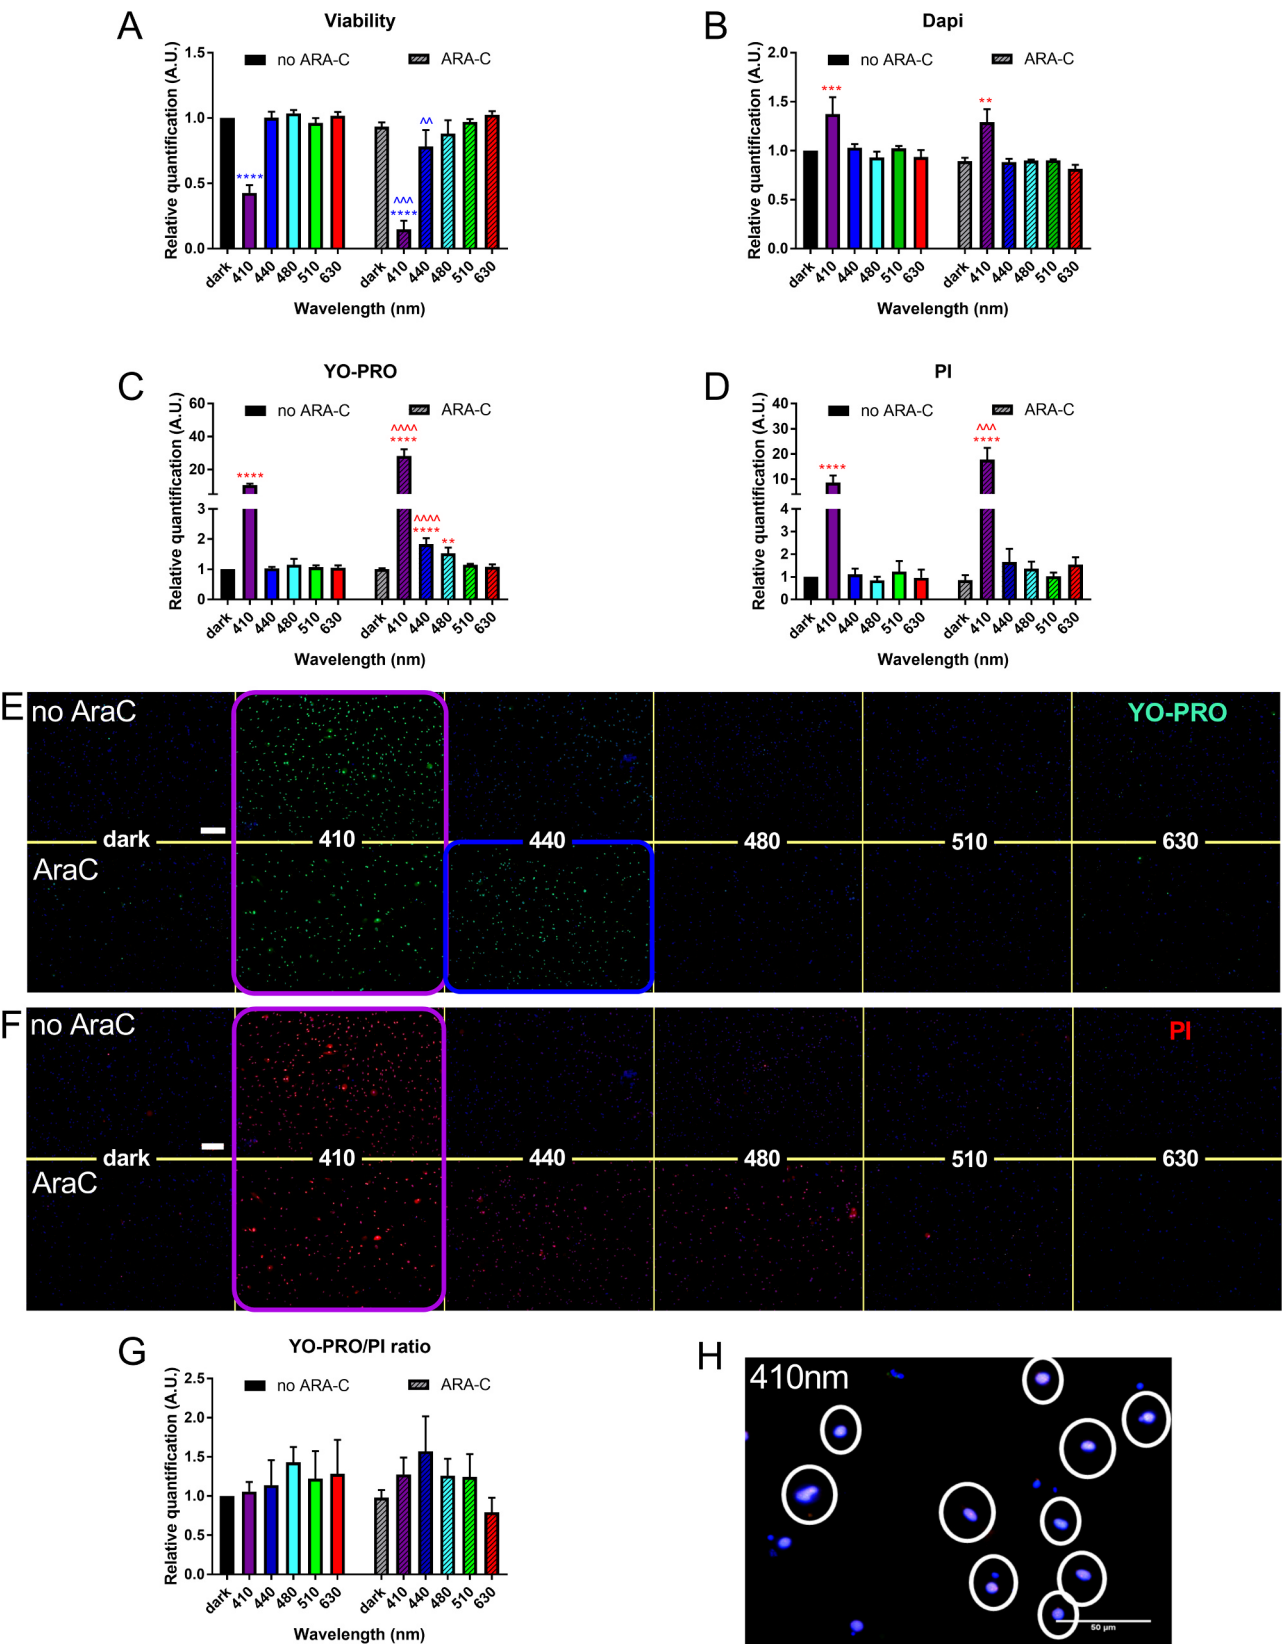 A
Viability
no ARA-C
ARA-C
Relative quantification (A.U.)
1.5
1.0
0.5
0.0
****
^^^
****
^^
dark 410 440 480 510 630 dark 410 440 480 510 630
Wavelength (nm)
B
Dapi
no ARA-C
ARA-C
Relative quantification (A.U.)
2.0
1.5
1.0
0.5
0.0
***
**
dark 410 440 480 510 630 dark 410 440 480 510 630
Wavelength (nm)
C
YO-PRO
no ARA-C
ARA-C
Relative quantification (A.U.)
60
40
20
3
2
1
0
****
^^^^
****
^^^^
****
**
dark 410 440 480 510 630 dark 410 440 480 510 630
Wavelength (nm)
D
PI
no ARA-C
ARA-C
Relative quantification (A.U.)
40
30
20
10
4
3
2
1
0
****
^^^
****
dark 410 440 480 510 630 dark 410 440 480 510 630
Wavelength (nm)
E
no AraC
YO-PRO
dark 410 440 480 510 630
AraC
F
no AraC
PI
dark 410 440 480 510 630
AraC
G
YO-PRO/PI ratio
no ARA-C
ARA-C
Relative quantification (A.U.)
2.5
2.0
1.5
1.0
0.5
0.0
dark 410 440 480 510 630 dark 410 440 480 510 630
Wavelength (nm)
H
410nm
50 µm